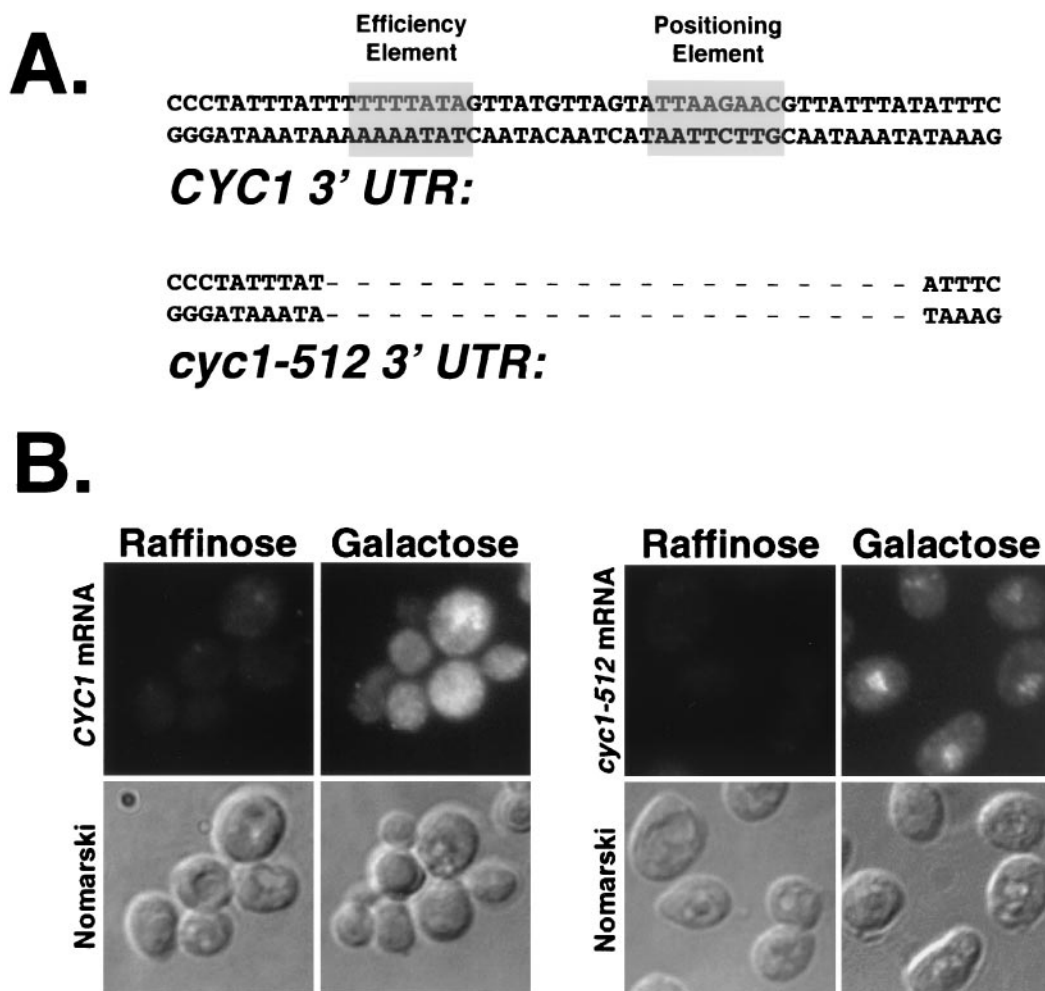 A.
Efficiency
Element
Positioning
Element
CCCTATTTATTTTTTTATAGTTATGTTAGTATTAAGAACGTTATTTATATTTC
GGGATAAATAAAAAAATATCAATACAATCATAATTCTTGCAATAAATATAAAG
CYC1 3' UTR:
CCCTATTTAT- - - - - - - - - - - - - - - - - - - ATTTC
GGGATAAATA- - - - - - - - - - - - - - - - - - - TAAAG
cyc1-512 3' UTR:
B.
Raffinose Galactose
Raffinose Galactose
CYC1 mRNA
cyc1-512 mRNA
Nomarski
Nomarski